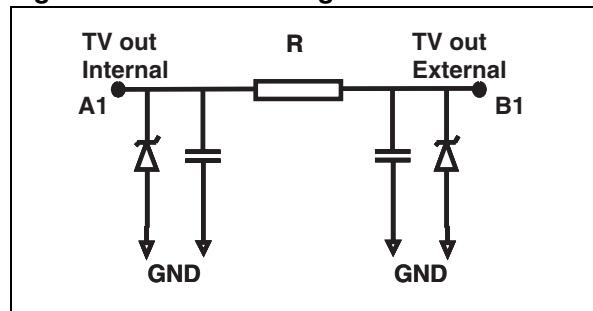 TV out
Internal
A1
R
TV out
External
B1
GND
GND